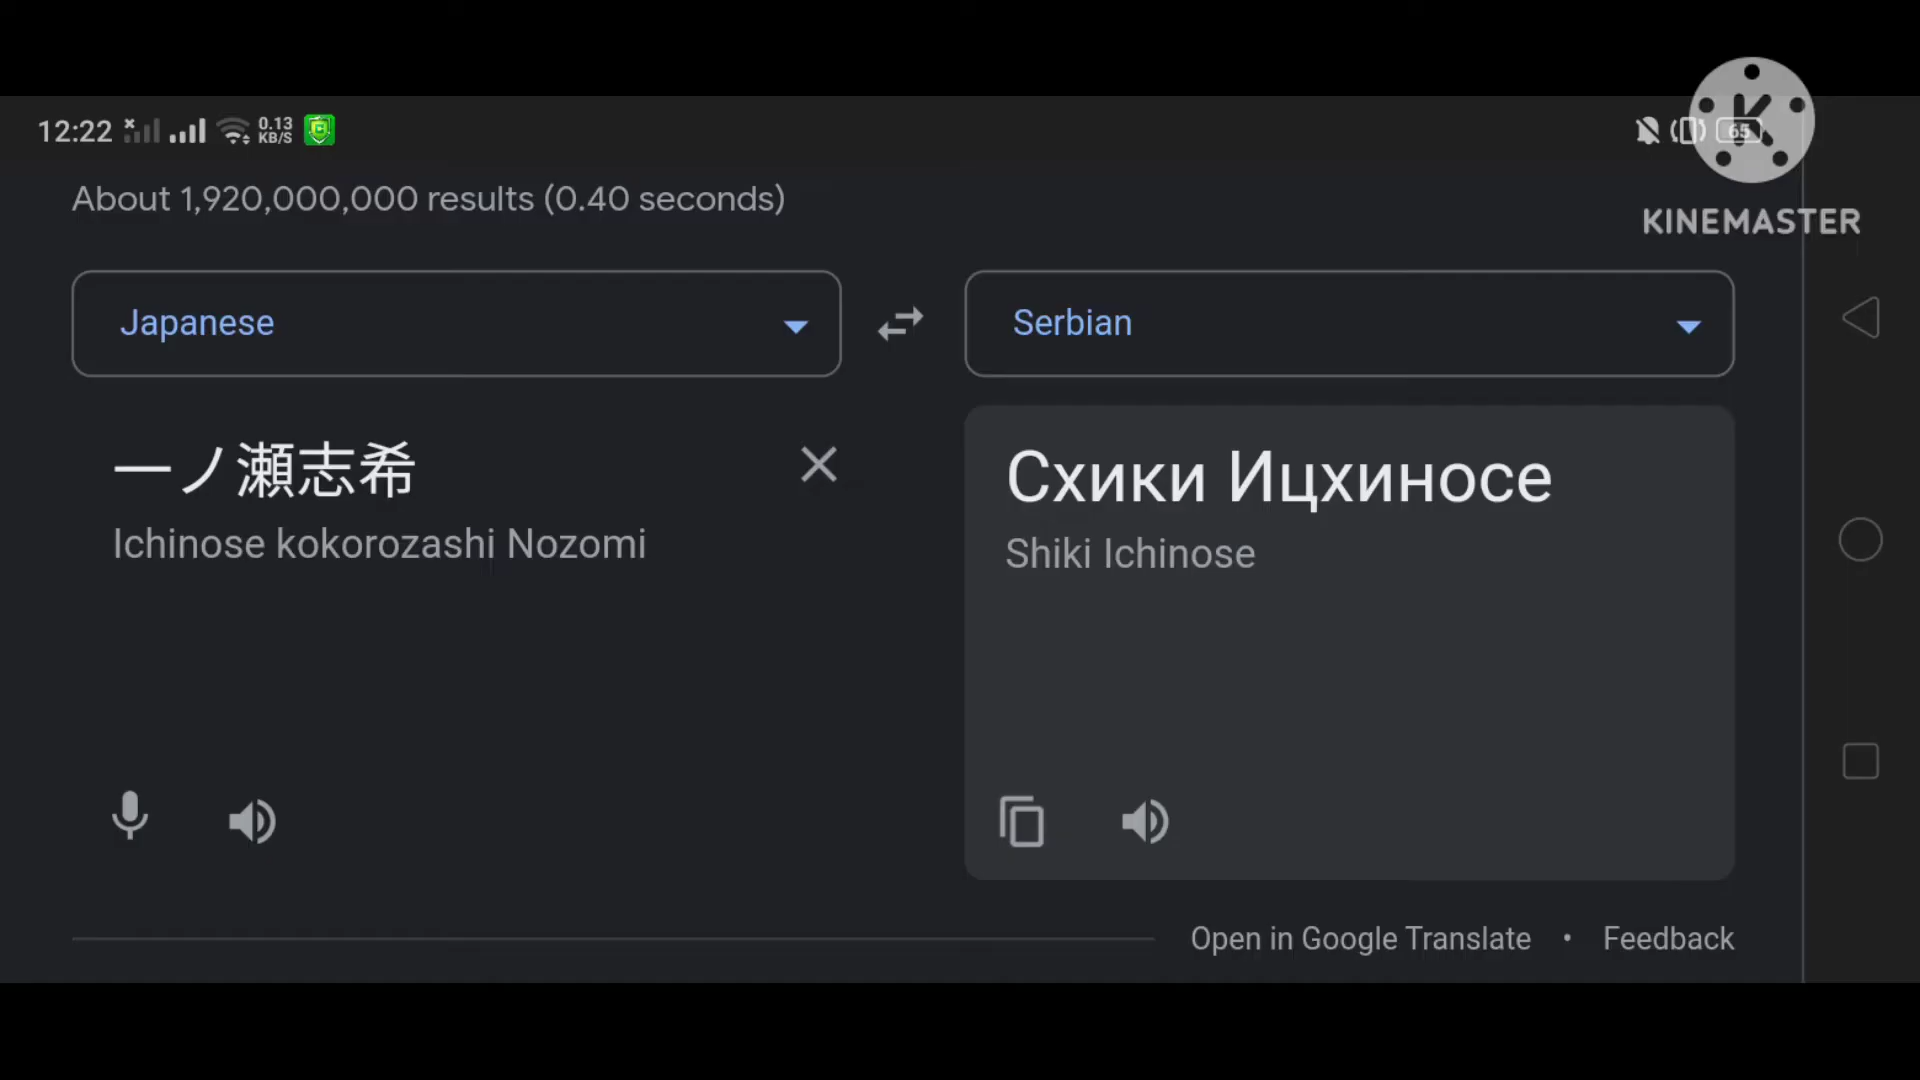 12:22 0.13 KB/S 65
KINEMASTER
About 1,920,000,000 results (0.40 seconds)
Japanese
Serbian
一ノ瀬志希
Ichinose kokorozashi Nozomi
Схики Ицхиносе
Shiki Ichinose
Open in Google Translate • Feedback